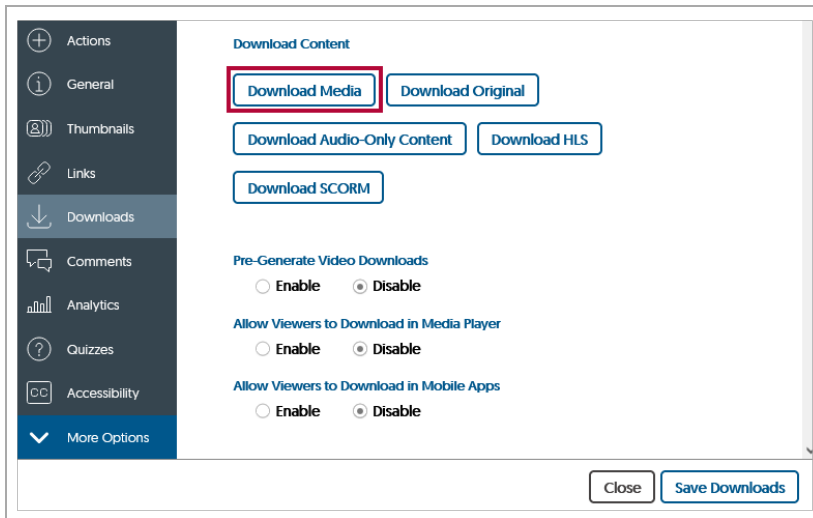 Actions
General
Thumbnails
Links
Downloads
Comments
Analytics
Quizzes
CC Accessibility
More Options
Download Content
Download Media Download Original
Download Audio-Only Content Download HLS
Download SCORM
Pre-Generate Video Downloads
Enable Disable
Allow Viewers to Download in Media Player
Enable Disable
Allow Viewers to Download in Mobile Apps
Enable Disable
Close Save Downloads